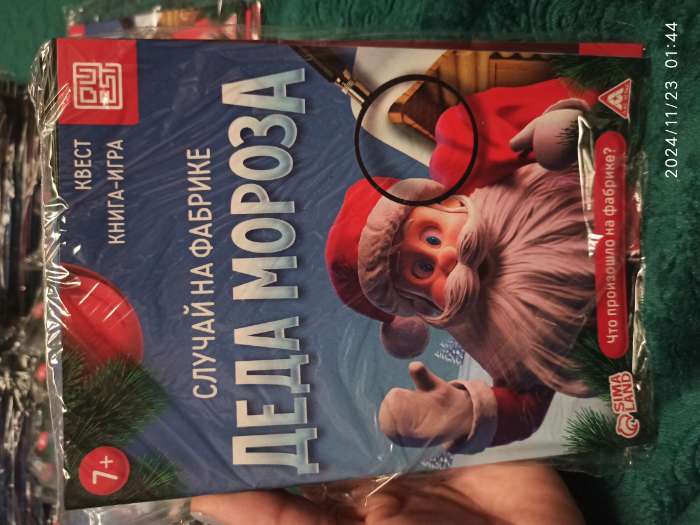 КВЕСТ
КНИГА-ИГРА
СЛУЧАЙ НА ФАБРИКЕ
ДЕДА МОРОЗА
7+
Что произошло на фабрике?
SIMA
LAND
2024/11/23 01:44